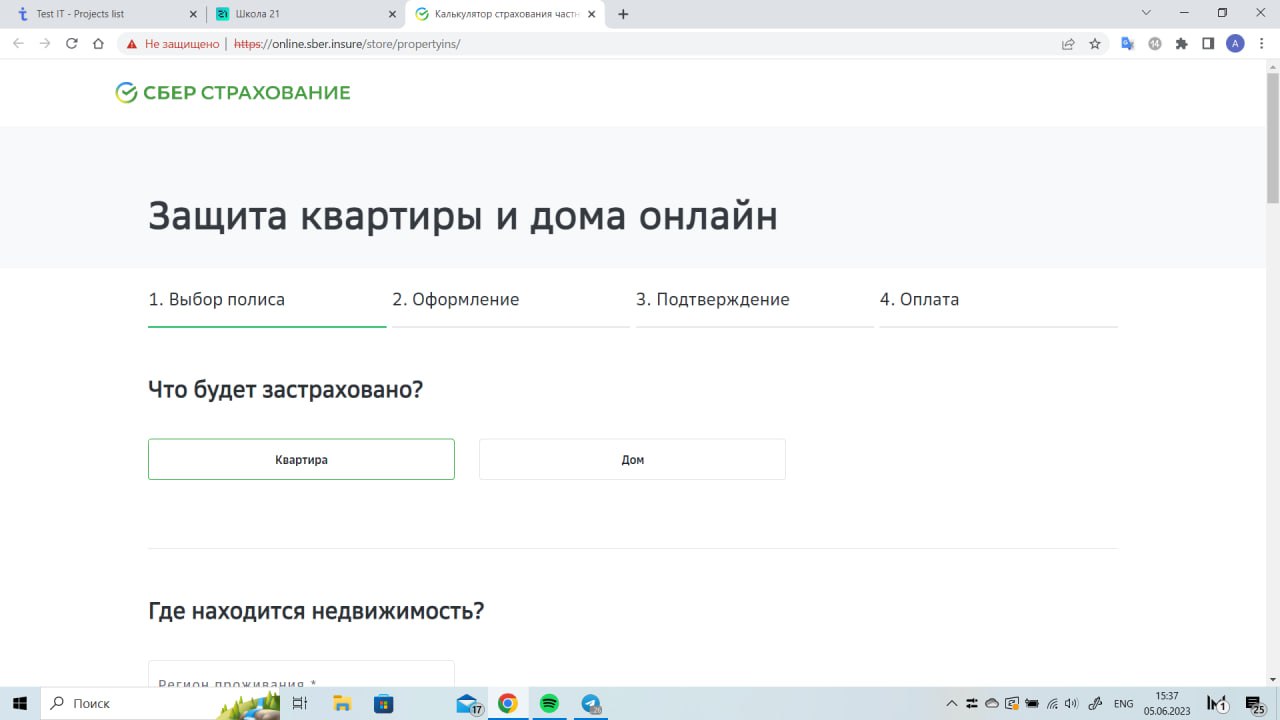 Test IT - Projects list
Школа 21
Калькулятор страхования частн
Не защищено
https://online.sber.insure/store/propertyins/
14
A
СБЕР СТРАХОВАНИЕ
Защита квартиры и дома онлайн
1. Выбор полиса
2. Оформление
3. Подтверждение
4. Оплата
Что будет застраховано?
Квартира
Дом
Где находится недвижимость?
Регион проживания *
Поиск
17
ENG
15:37
05.06.2023
1
25